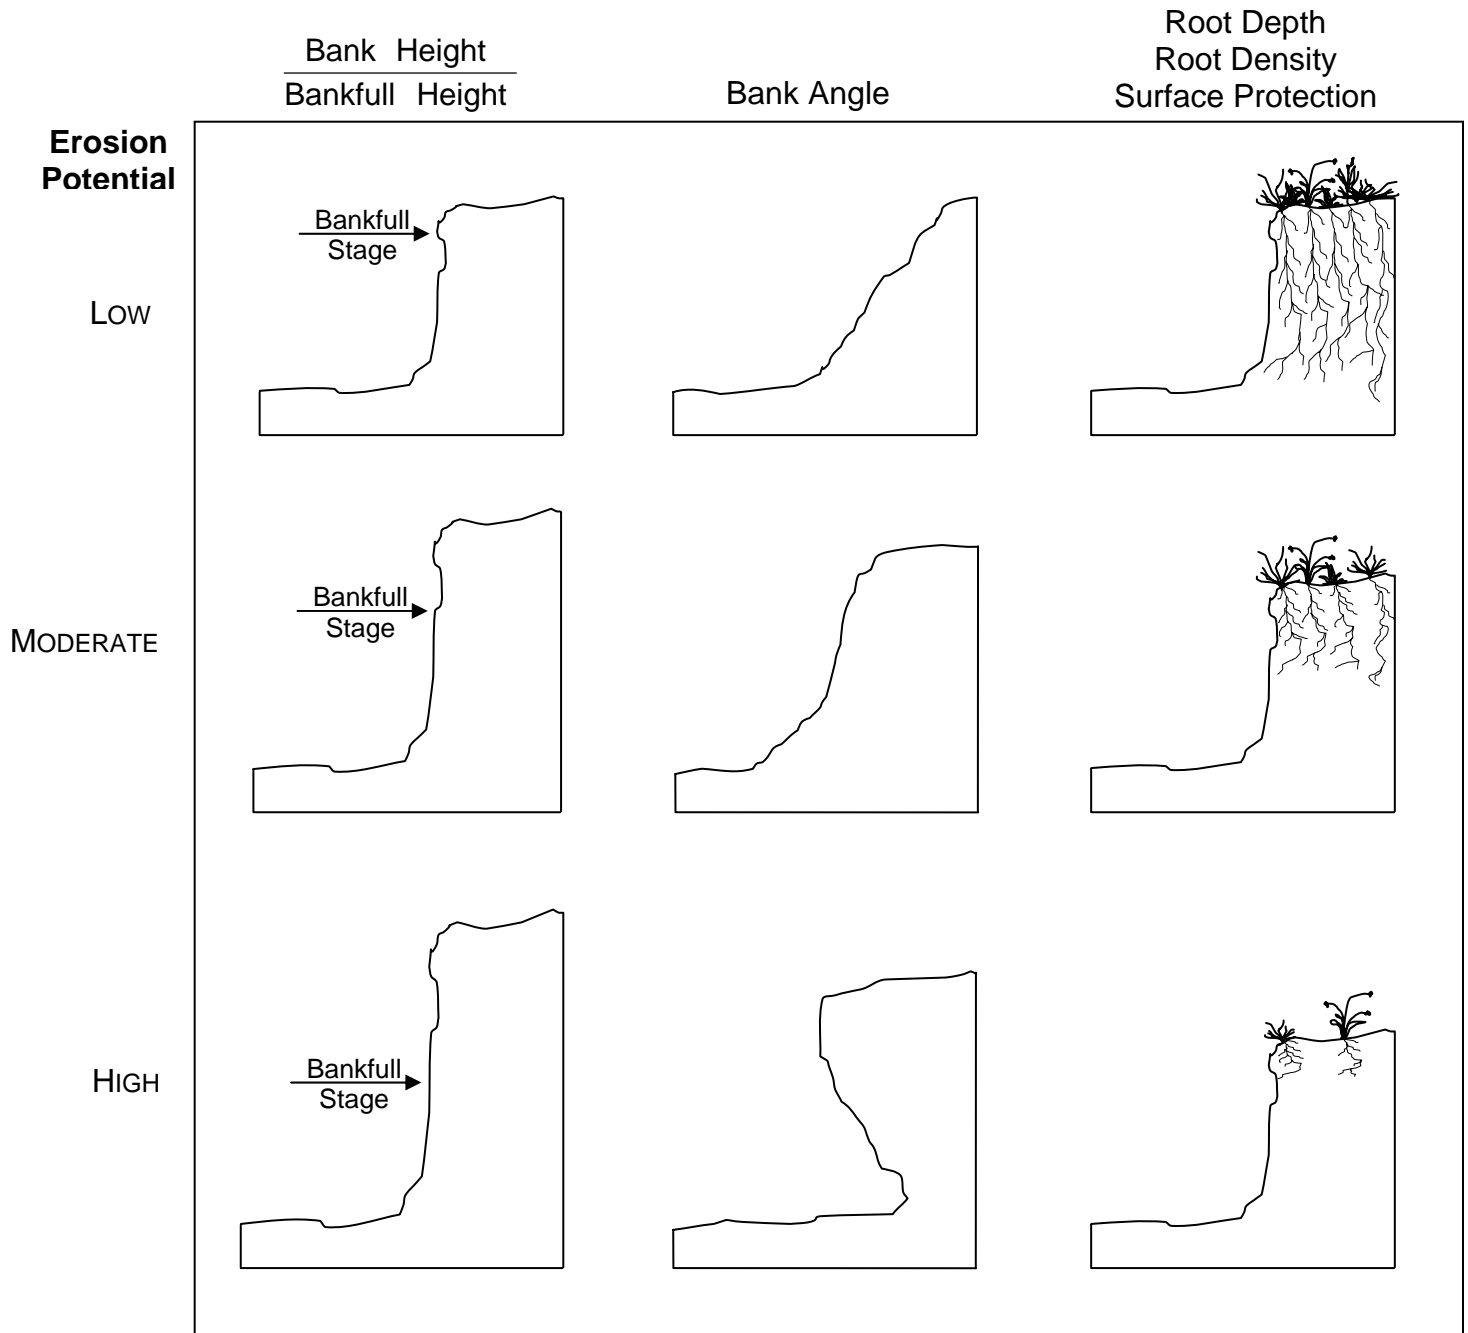 Bank Height
Bankfull Height
Bank Angle
Root Depth
Root Density
Surface Protection
Erosion
Potential
LOW
Bankfull
Stage
MODERATE
Bankfull
Stage
HIGH
Bankfull
Stage